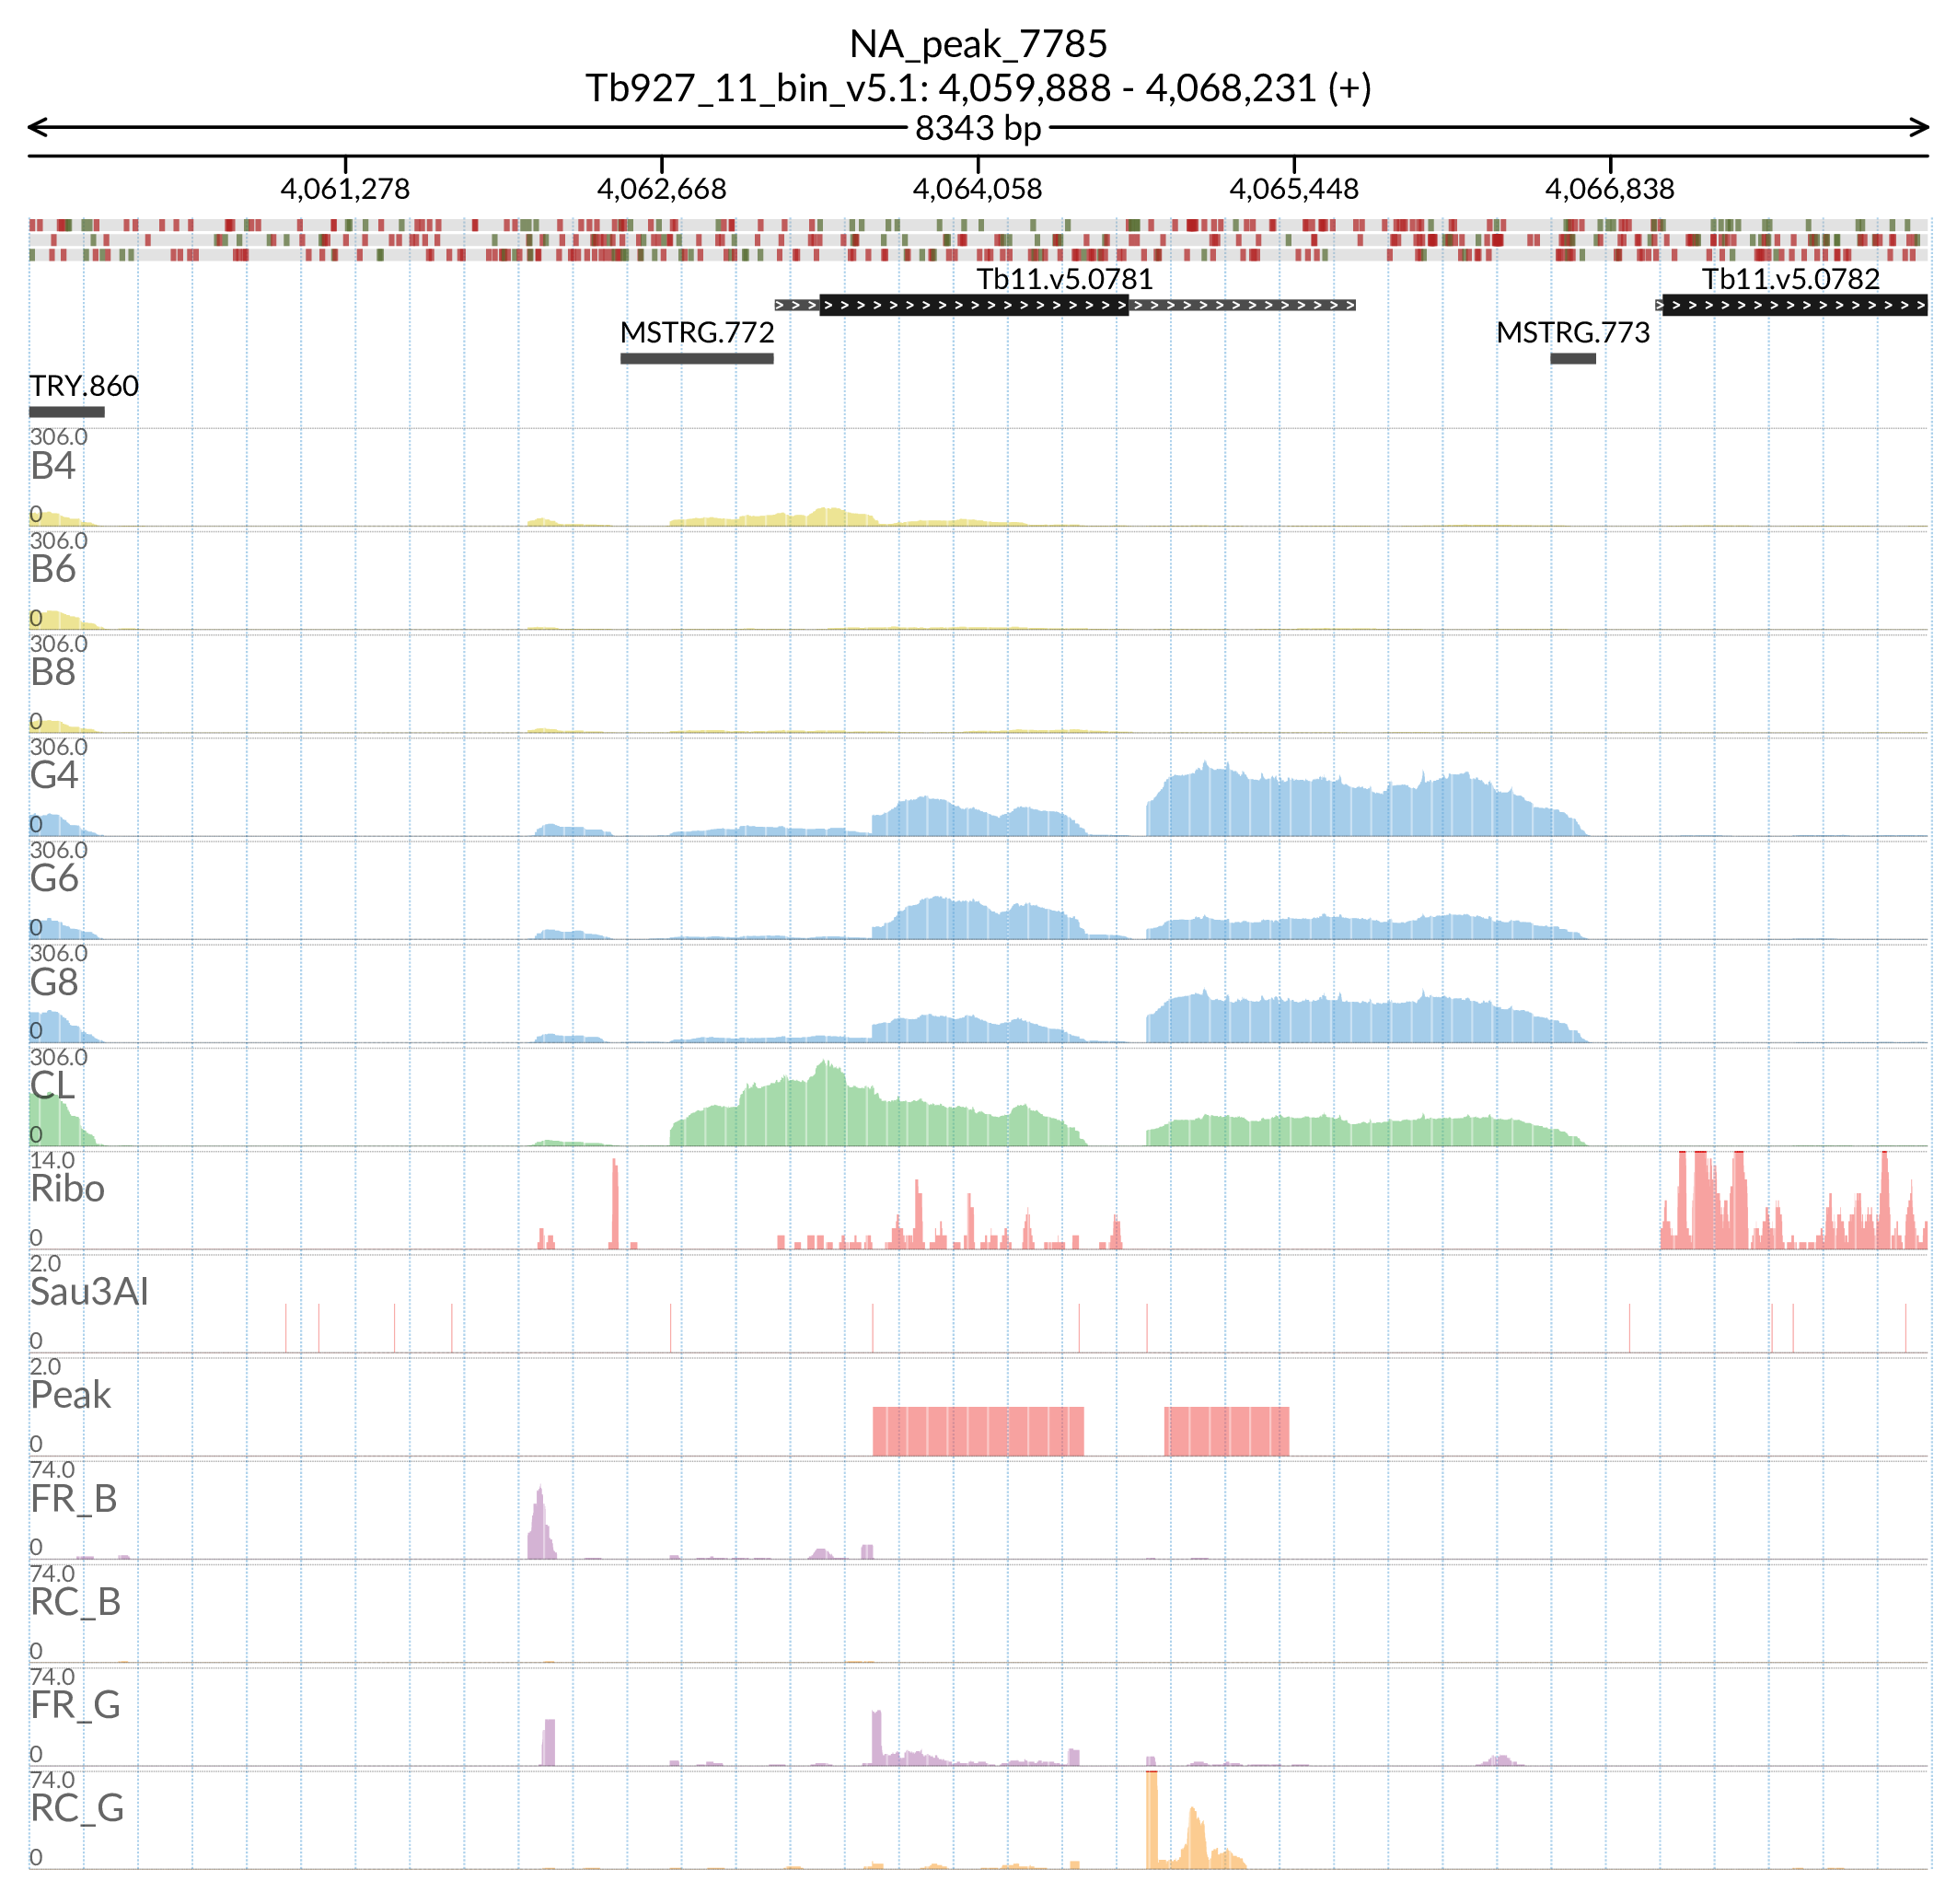 NA_peak_7785
Tb927_11_bin_v5.1: 4,059,888 - 4,068,231 (+)
8343 bp
4,061,278 4,062,668 4,064,058 4,065,448 4,066,838
Tb11.v5.0781 Tb11.v5.0782
MSTRG.772 MSTRG.773
TRY.860
306.0
B4
0
306.0
B6
0
306.0
B8
0
306.0
G4
0
306.0
G6
0
306.0
G8
0
306.0
CL
0
14.0
Ribo
0
2.0
Sau3AI
0
2.0
Peak
0
74.0
FR_B
0
74.0
RC_B
0
74.0
FR_G
0
74.0
RC_G
0